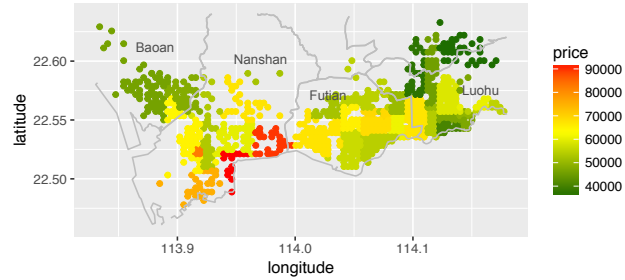 Baoan
Nanshan
Futian
Luohu
22.60
22.55
22.50
latitude
113.9
114.0
114.1
longitude
price
90000
80000
70000
60000
50000
40000